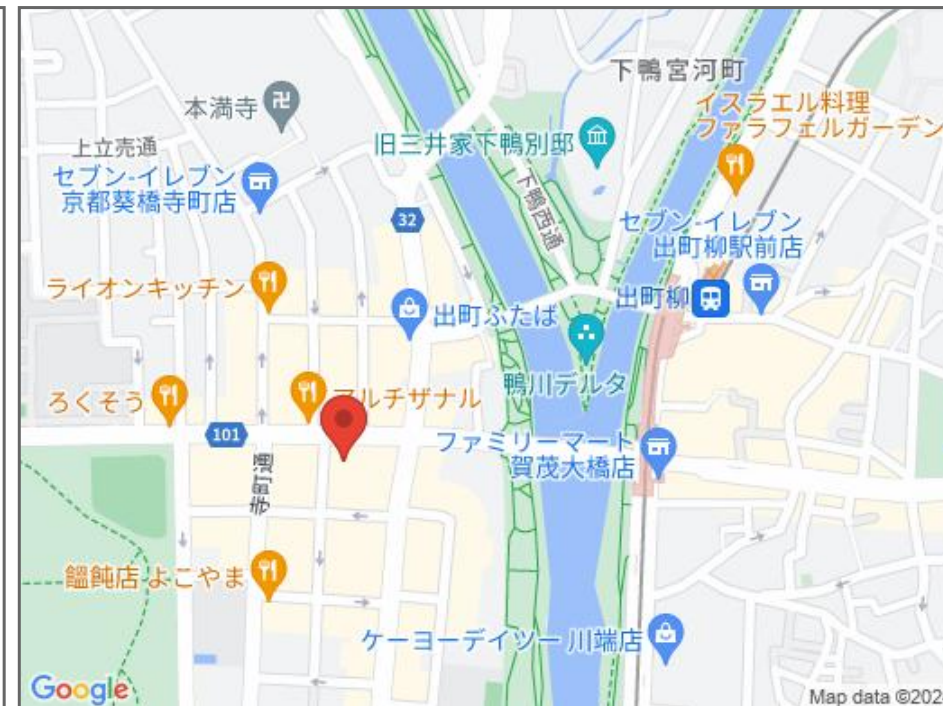 下鴨宮河町
イスラエル料理
ファラフェルガーデン
本満寺
旧三井家下鴨別邸
上立売通
セブン-イレブン
京都葵橋寺町店
下鴨西通
32
セブン-イレブン
出町柳駅前店
ライオンキッチン
出町ふたば
出町柳
鴨川デルタ
ろくそう
アルチザナル
101
ファミリーマート
賀茂大橋店
寺町通
饂飩店 よこやま
ケーヨーデイツー 川端店
Google
Map data ©202